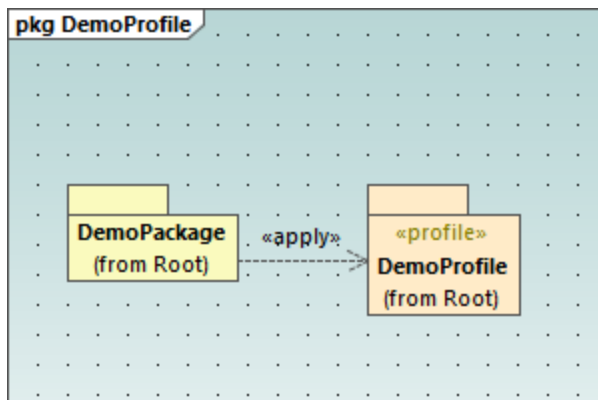 pkg DemoProfile
DemoPackage
(from Root)
«apply»
«profile»
DemoProfile
(from Root)